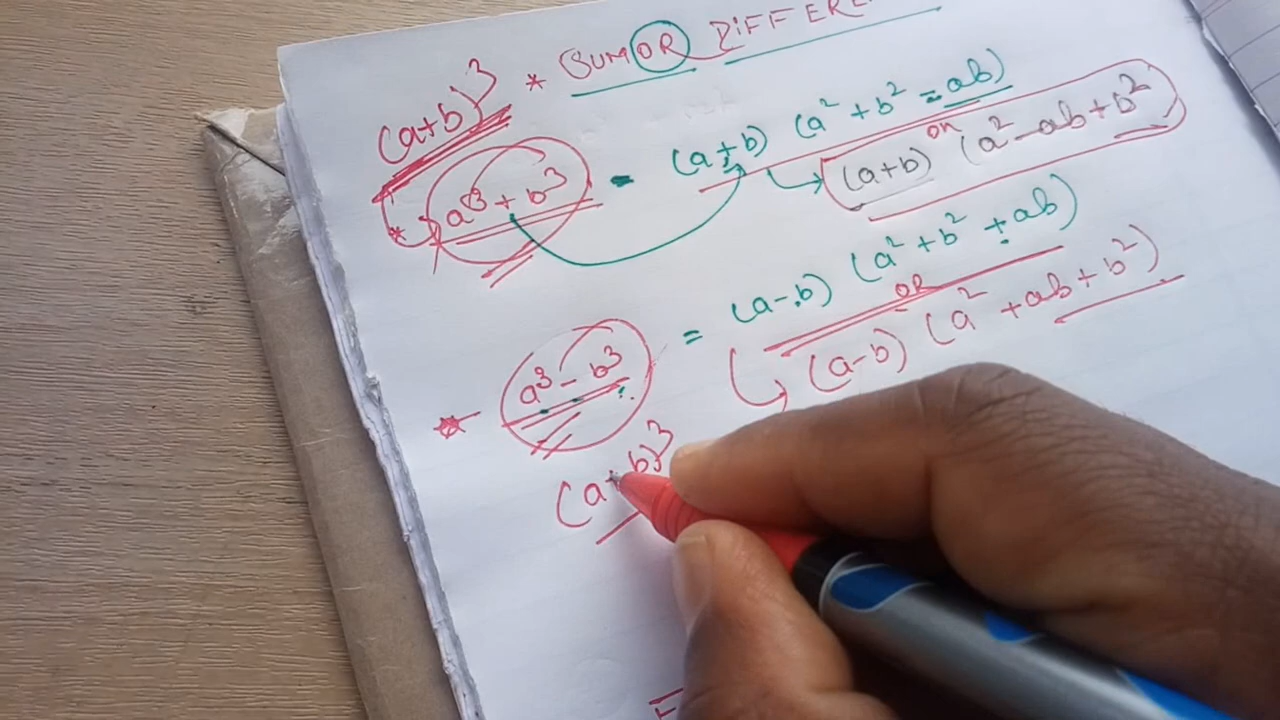 * SUM OR DIFFERE
(a+b)³
a³ + b³ = (a+b) (a² + b² - ab)
or
(a+b) (a² - ab + b²)
a³ - b³ = (a-b) (a² + b² + ab)
OR
(a-b) (a² + ab + b²)
(a+b)³